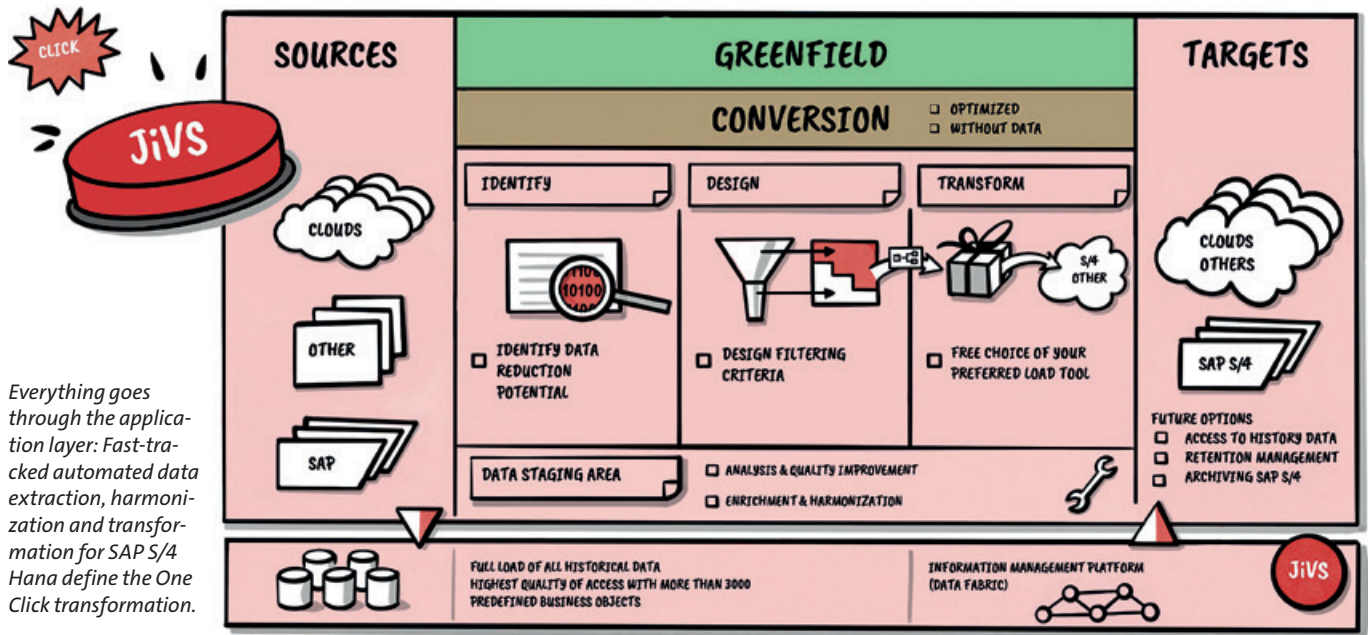 CLICK
JiVS
SOURCES
CLOUDS
OTHER
SAP
GREENFIELD
CONVERSION
OPTIMIZED
WITHOUT DATA
IDENTIFY
1100
10100
100
IDENTIFY DATA
REDUCTION
POTENTIAL
DESIGN
DESIGN FILTERING
CRITERIA
TRANSFORM
S/4
OTHER
FREE CHOICE OF YOUR
PREFERRED LOAD TOOL
DATA STAGING AREA
ANALYSIS & QUALITY IMPROVEMENT
ENRICHMENT & HARMONIZATION
TARGETS
CLOUDS
OTHERS
SAP S/4
FUTURE OPTIONS
ACCESS TO HISTORY DATA
RETENTION MANAGEMENT
ARCHIVING SAP S/4
FULL LOAD OF ALL HISTORICAL DATA
HIGHEST QUALITY OF ACCESS WITH MORE THAN 3000
PREDEFINED BUSINESS OBJECTS
INFORMATION MANAGEMENT PLATFORM
(DATA FABRIC)
JiVS
Everything goes
through the applica-
tion layer: Fast-tra-
cked automated data
extraction, harmoni-
zation and transfor-
mation for SAP S/4
Hana define the One
Click transformation.